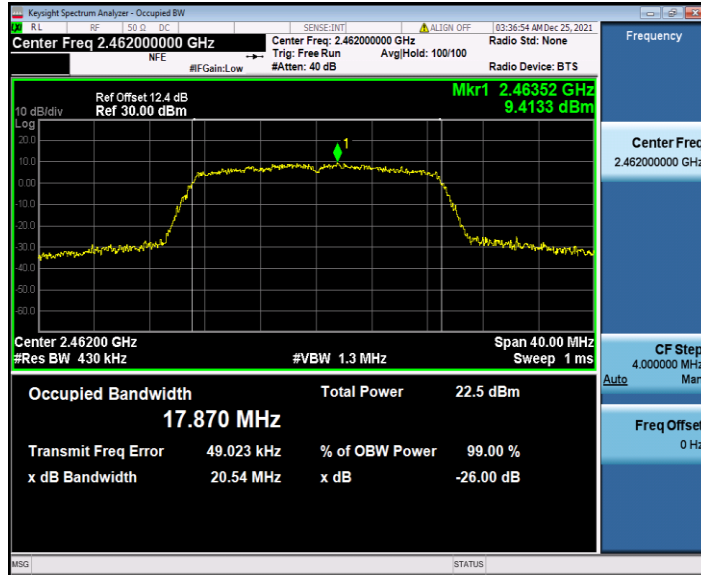 Keysight Spectrum Analyzer - Occupied BW
RL RF 50 Ω DC SENSE:INT ALIGN OFF 03:36:54 AM Dec 25, 2021
Center Freq 2.462000000 GHz
NFE
#IFGain:Low
Center Freq: 2.462000000 GHz
Trig: Free Run Avg|Hold: 100/100
#Atten: 40 dB
Radio Std: None
Radio Device: BTS
Frequency
Ref Offset 12.4 dB
10 dB/div Ref 30.00 dBm
Mkr1 2.46352 GHz
9.4133 dBm
Log
20.0
10.0
0.00
-10.0
-20.0
-30.0
-40.0
-50.0
-60.0
1
Center 2.46200 GHz
Span 40.00 MHz
#Res BW 430 kHz
#VBW 1.3 MHz
Sweep 1 ms
Occupied Bandwidth
17.870 MHz
Total Power 22.5 dBm
Transmit Freq Error 49.023 kHz
% of OBW Power 99.00 %
x dB Bandwidth 20.54 MHz
x dB -26.00 dB
Center Freq
2.462000000 GHz
CF Step
4.000000 MHz
Auto Man
Freq Offset
0 Hz
MSG
STATUS